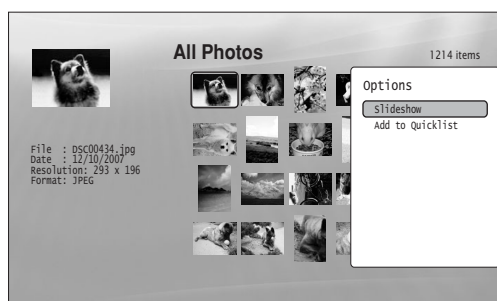 All Photos
1214 items
Options
Slideshow
Add to Quicklist
File : DSC00434.jpg
Date : 12/10/2007
Resolution: 293 x 196
Format: JPEG